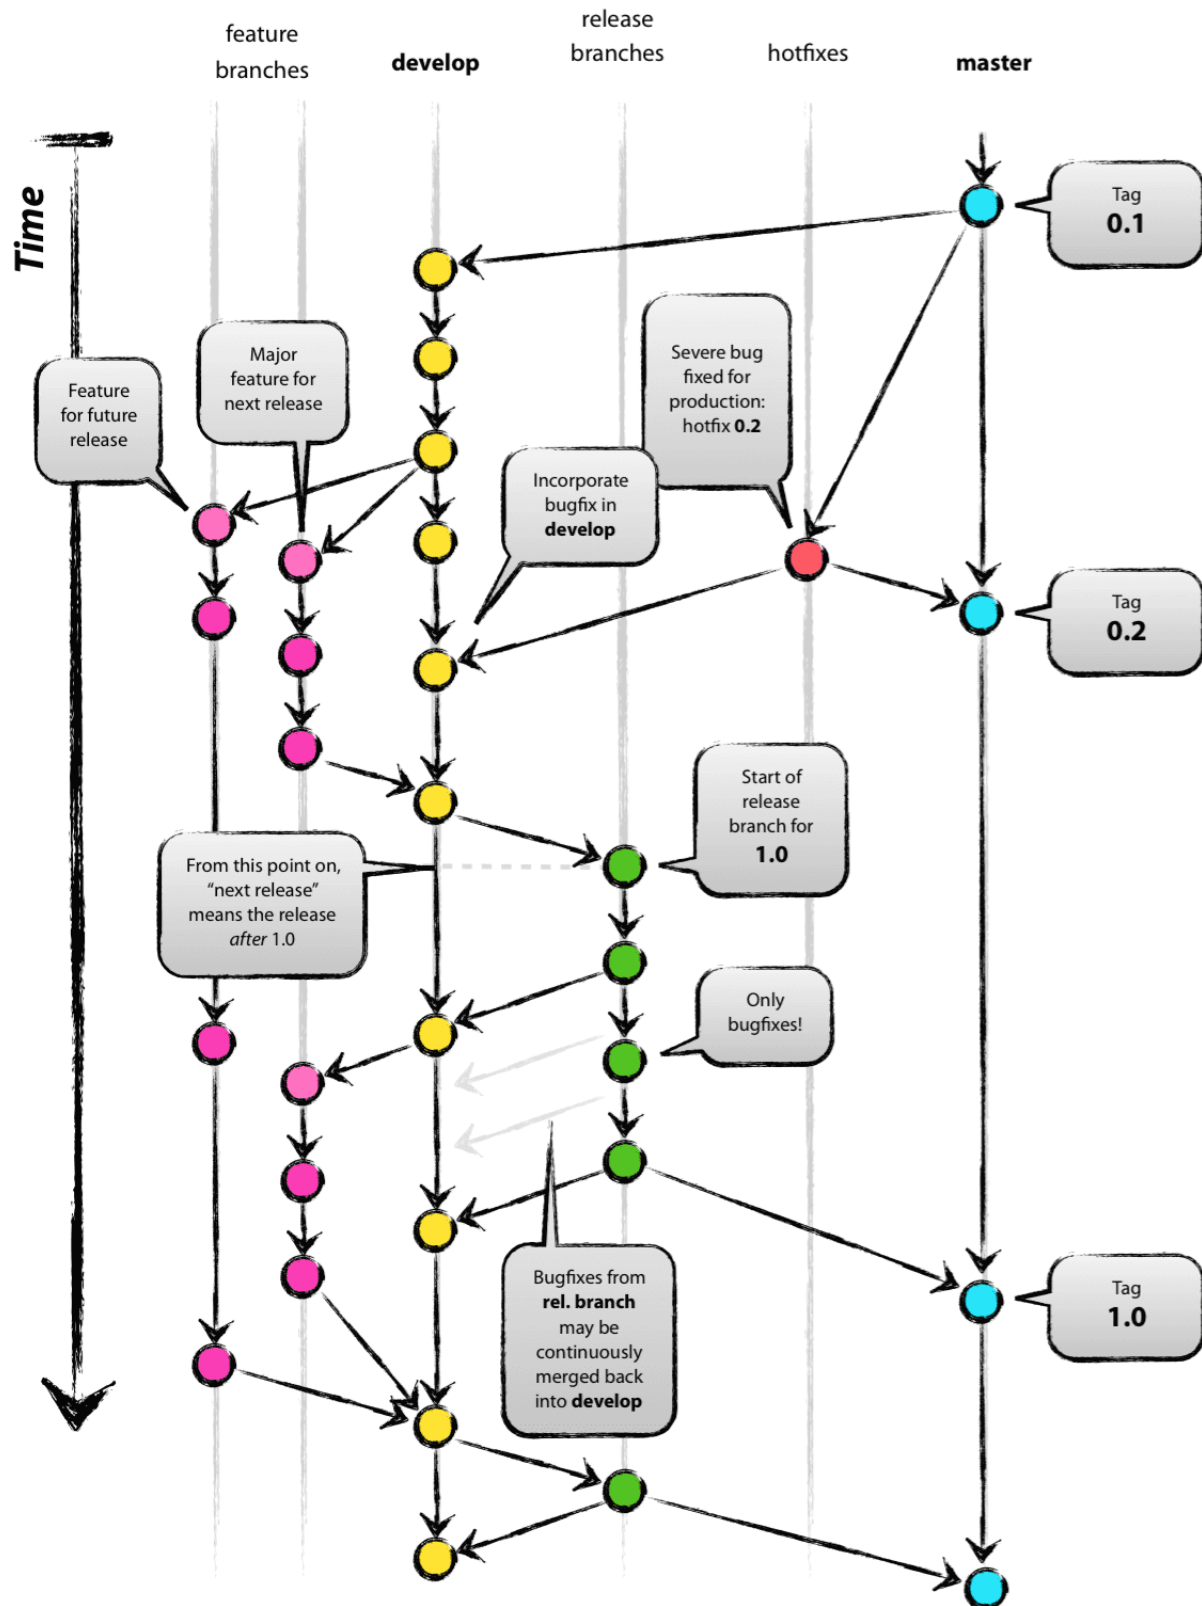 feature
branches
develop
release
branches
hotfixes
master
Time
Tag
0.1
Major
feature for
next release
Feature
for future
release
Severe bug
fixed for
production:
hotfix 0.2
Incorporate
bugfix in
develop
Tag
0.2
Start of
release
branch for
1.0
From this point on,
“next release”
means the release
after 1.0
Only
bugfixes!
Bugfixes from
rel. branch
may be
continuously
merged back
into develop
Tag
1.0